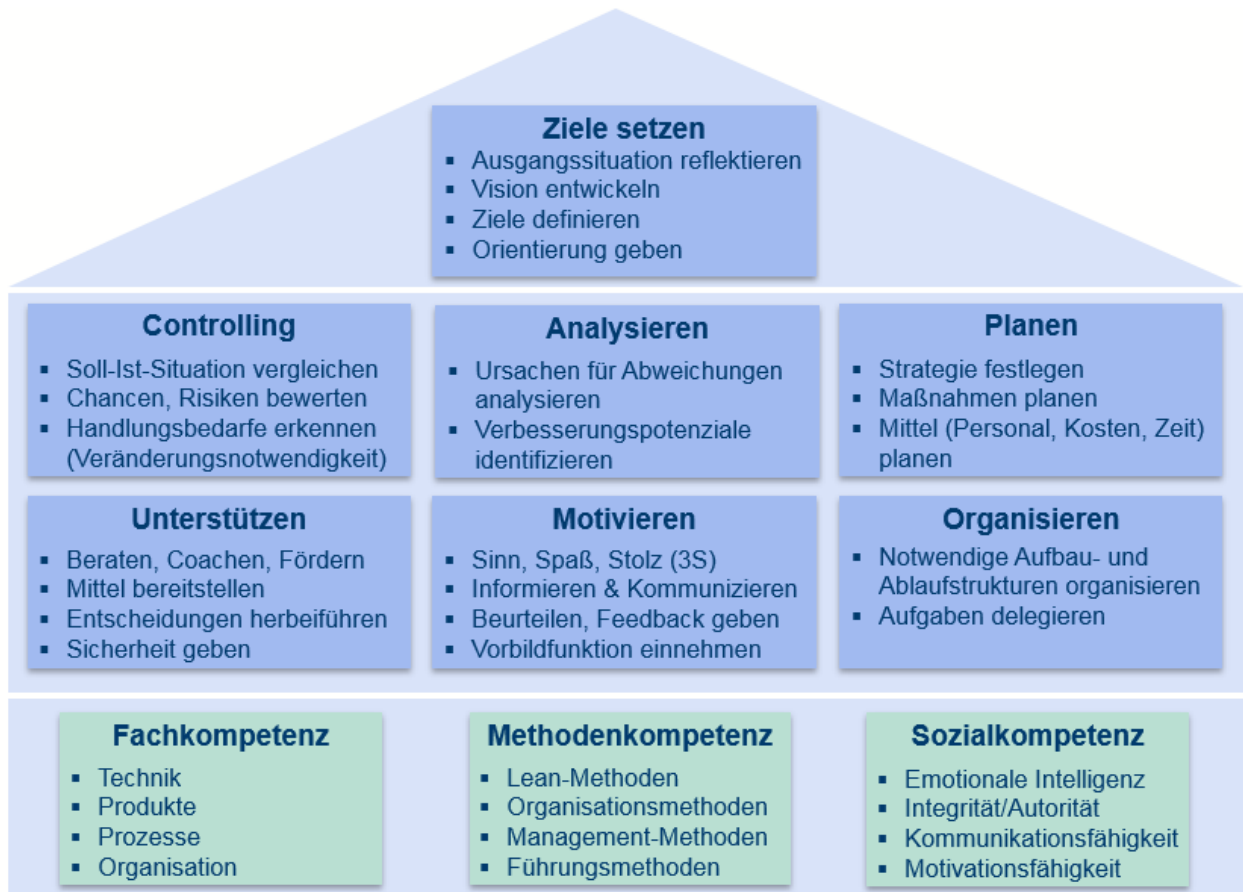 Ziele setzen
▪ Ausgangssituation reflektieren
▪ Vision entwickeln
▪ Ziele definieren
▪ Orientierung geben
Controlling
▪ Soll-Ist-Situation vergleichen
▪ Chancen, Risiken bewerten
▪ Handlungsbedarfe erkennen
(Veränderungsnotwendigkeit)
Analysieren
▪ Ursachen für Abweichungen
analysieren
▪ Verbesserungspotenziale
identifizieren
Planen
▪ Strategie festlegen
▪ Maßnahmen planen
▪ Mittel (Personal, Kosten, Zeit)
planen
Unterstützen
▪ Beraten, Coachen, Fördern
▪ Mittel bereitstellen
▪ Entscheidungen herbeiführen
▪ Sicherheit geben
Motivieren
▪ Sinn, Spaß, Stolz (3S)
▪ Informieren & Kommunizieren
▪ Beurteilen, Feedback geben
▪ Vorbildfunktion einnehmen
Organisieren
▪ Notwendige Aufbau- und
Ablaufstrukturen organisieren
▪ Aufgaben delegieren
Fachkompetenz
▪ Technik
▪ Produkte
▪ Prozesse
▪ Organisation
Methodenkompetenz
▪ Lean-Methoden
▪ Organisationsmethoden
▪ Management-Methoden
▪ Führungsmethoden
Sozialkompetenz
▪ Emotionale Intelligenz
▪ Integrität/Autorität
▪ Kommunikationsfähigkeit
▪ Motivationsfähigkeit